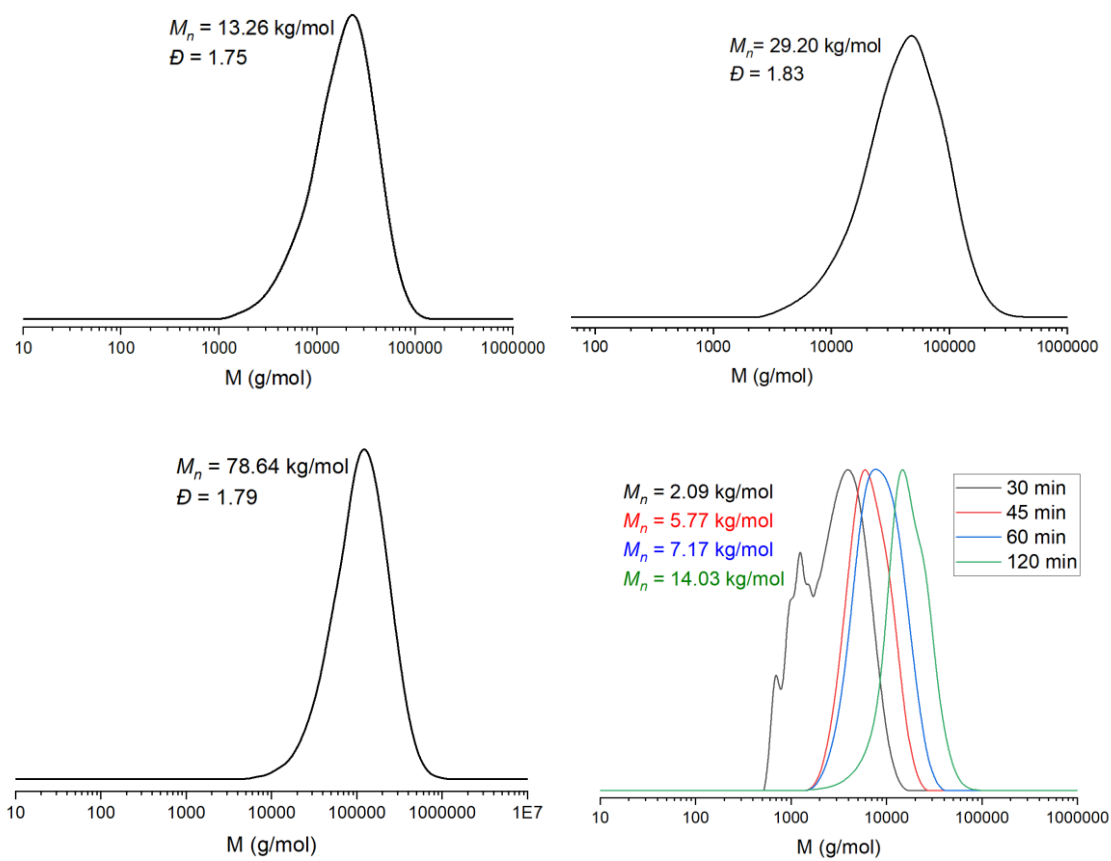 Mn = 13.26 kg/mol
Đ = 1.75
10 100 1000 10000 100000 1000000
M (g/mol)
Mn= 29.20 kg/mol
Đ = 1.83
100 1000 10000 100000 1000000
M (g/mol)
Mn = 78.64 kg/mol
Đ = 1.79
10 100 1000 10000 100000 1000000 1E7
M (g/mol)
Mn = 2.09 kg/mol
Mn = 5.77 kg/mol
Mn = 7.17 kg/mol
Mn = 14.03 kg/mol
30 min
45 min
60 min
120 min
10 100 1000 10000 100000 1000000
M (g/mol)